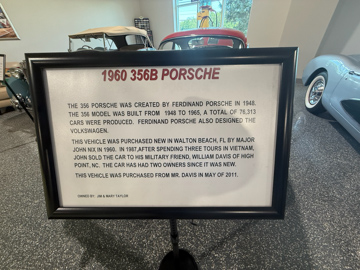 1960 356B PORSCHE
THE 356 PORSCHE WAS CREATED BY FERDINAND PORSCHE IN 1948.
THE 356 MODEL WAS BUILT FROM 1948 TO 1965, A TOTAL OF 76,313
CARS WERE PRODUCED. FERDINAND PORSCHE ALSO DESIGNED THE
VOLKSWAGEN.
THIS VEHICLE WAS PURCHASED NEW IN WALTON BEACH, FL BY MAJOR
JOHN NIX IN 1960. IN 1987,AFTER SPENDING THREE TOURS IN VIETNAM,
JOHN SOLD THE CAR TO HIS MILITARY FRIEND, WILLIAM DAVIS OF HIGH
POINT, NC. THE CAR HAS HAD TWO OWNERS SINCE IT WAS NEW.
THIS VEHICLE WAS PURCHASED FROM MR. DAVIS IN MAY OF 2011.
OWNED BY: JIM & MARY TAYLOR